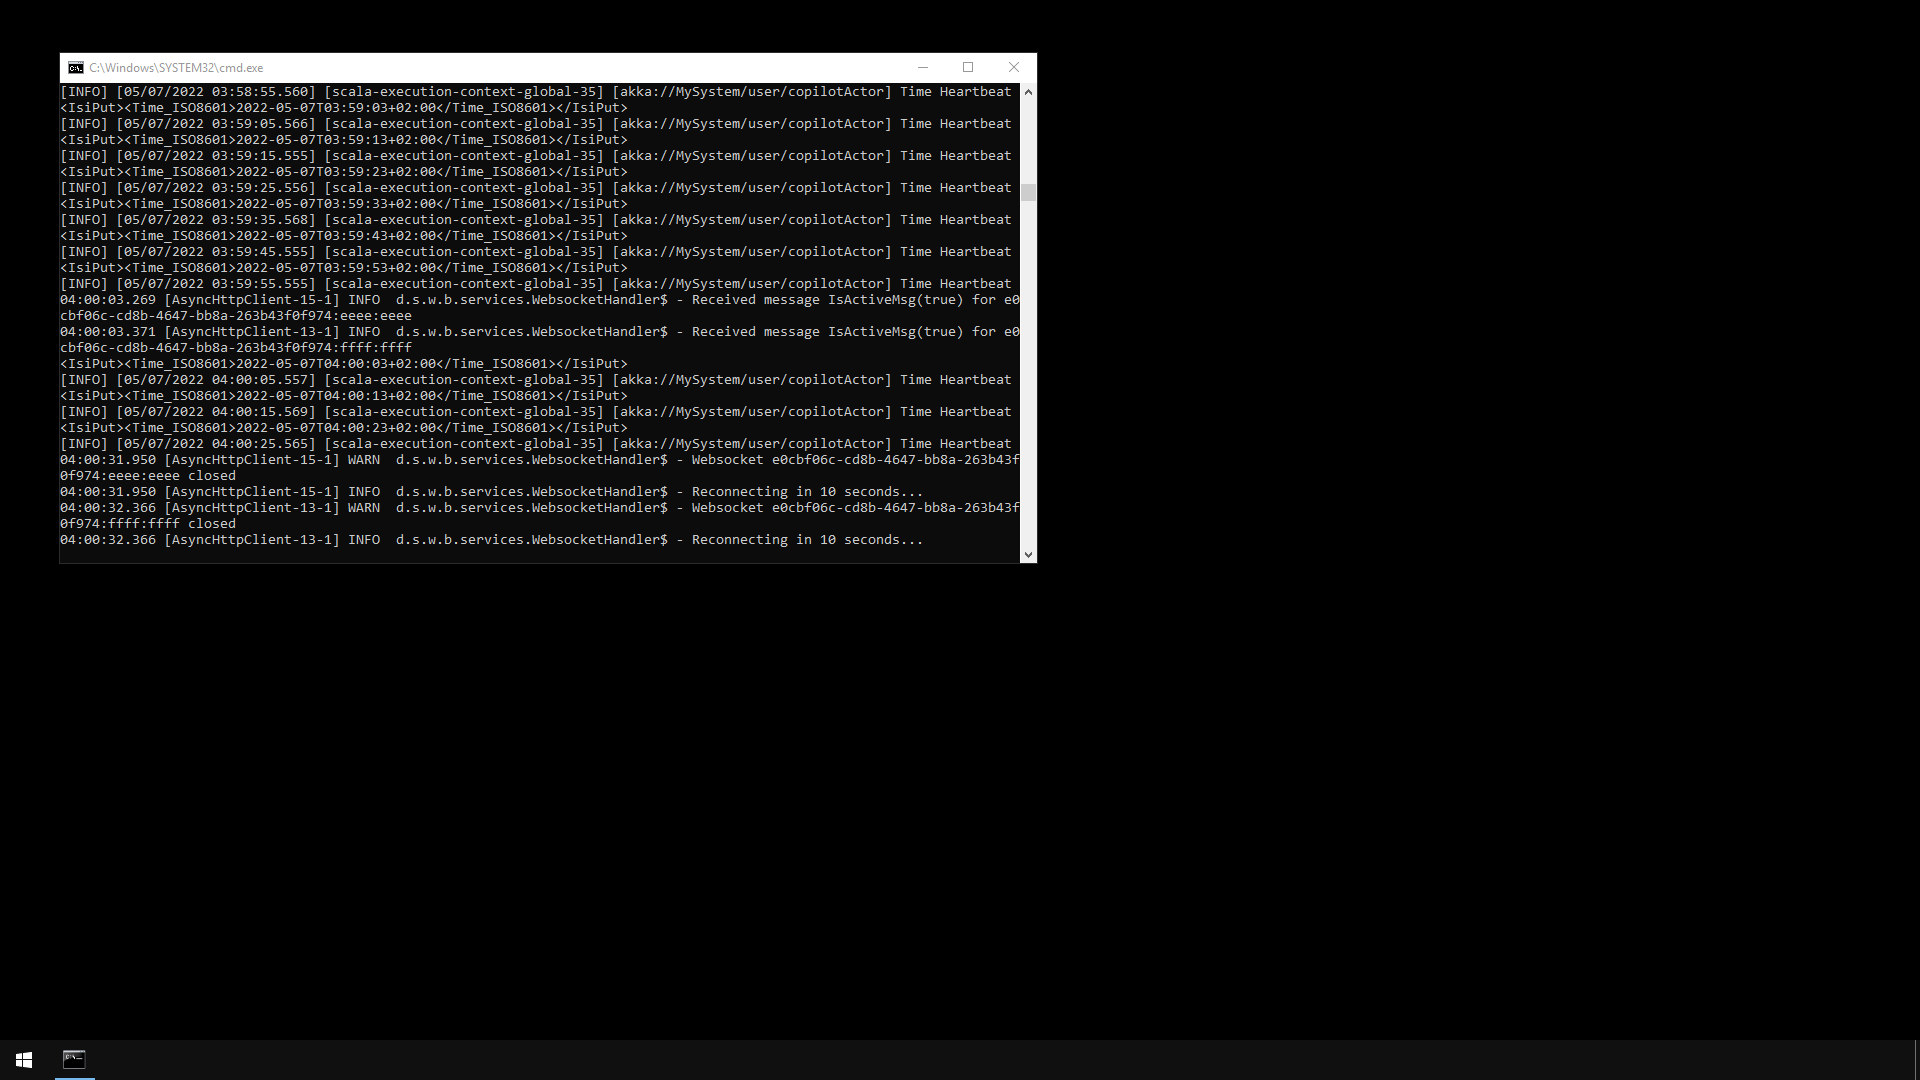 C:\Windows\SYSTEM32\cmd.exe
[INFO] [05/07/2022 03:58:55.560] [scala-execution-context-global-35] [akka://MySystem/user/copilotActor] Time Heartbeat
<IsiPut><Time_ISO8601>2022-05-07T03:59:03+02:00</Time_ISO8601></IsiPut>
[INFO] [05/07/2022 03:59:05.566] [scala-execution-context-global-35] [akka://MySystem/user/copilotActor] Time Heartbeat
<IsiPut><Time_ISO8601>2022-05-07T03:59:13+02:00</Time_ISO8601></IsiPut>
[INFO] [05/07/2022 03:59:15.555] [scala-execution-context-global-35] [akka://MySystem/user/copilotActor] Time Heartbeat
<IsiPut><Time_ISO8601>2022-05-07T03:59:23+02:00</Time_ISO8601></IsiPut>
[INFO] [05/07/2022 03:59:25.556] [scala-execution-context-global-35] [akka://MySystem/user/copilotActor] Time Heartbeat
<IsiPut><Time_ISO8601>2022-05-07T03:59:33+02:00</Time_ISO8601></IsiPut>
[INFO] [05/07/2022 03:59:35.568] [scala-execution-context-global-35] [akka://MySystem/user/copilotActor] Time Heartbeat
<IsiPut><Time_ISO8601>2022-05-07T03:59:43+02:00</Time_ISO8601></IsiPut>
[INFO] [05/07/2022 03:59:45.555] [scala-execution-context-global-35] [akka://MySystem/user/copilotActor] Time Heartbeat
<IsiPut><Time_ISO8601>2022-05-07T03:59:53+02:00</Time_ISO8601></IsiPut>
[INFO] [05/07/2022 03:59:55.555] [scala-execution-context-global-35] [akka://MySystem/user/copilotActor] Time Heartbeat
04:00:03.269 [AsyncHttpClient-15-1] INFO  d.s.w.b.services.WebsocketHandler$ - Received message IsActiveMsg(true) for e0
cbf06c-cd8b-4647-bb8a-263b43f0f974:eeee:eeee
04:00:03.371 [AsyncHttpClient-13-1] INFO  d.s.w.b.services.WebsocketHandler$ - Received message IsActiveMsg(true) for e0
cbf06c-cd8b-4647-bb8a-263b43f0f974:ffff:ffff
<IsiPut><Time_ISO8601>2022-05-07T04:00:03+02:00</Time_ISO8601></IsiPut>
[INFO] [05/07/2022 04:00:05.557] [scala-execution-context-global-35] [akka://MySystem/user/copilotActor] Time Heartbeat
<IsiPut><Time_ISO8601>2022-05-07T04:00:13+02:00</Time_ISO8601></IsiPut>
[INFO] [05/07/2022 04:00:15.569] [scala-execution-context-global-35] [akka://MySystem/user/copilotActor] Time Heartbeat
<IsiPut><Time_ISO8601>2022-05-07T04:00:23+02:00</Time_ISO8601></IsiPut>
[INFO] [05/07/2022 04:00:25.565] [scala-execution-context-global-35] [akka://MySystem/user/copilotActor] Time Heartbeat
04:00:31.950 [AsyncHttpClient-15-1] WARN  d.s.w.b.services.WebsocketHandler$ - Websocket e0cbf06c-cd8b-4647-bb8a-263b43f
0f974:eeee:eeee closed
04:00:31.950 [AsyncHttpClient-15-1] INFO  d.s.w.b.services.WebsocketHandler$ - Reconnecting in 10 seconds...
04:00:32.366 [AsyncHttpClient-13-1] WARN  d.s.w.b.services.WebsocketHandler$ - Websocket e0cbf06c-cd8b-4647-bb8a-263b43f
0f974:ffff:ffff closed
04:00:32.366 [AsyncHttpClient-13-1] INFO  d.s.w.b.services.WebsocketHandler$ - Reconnecting in 10 seconds...